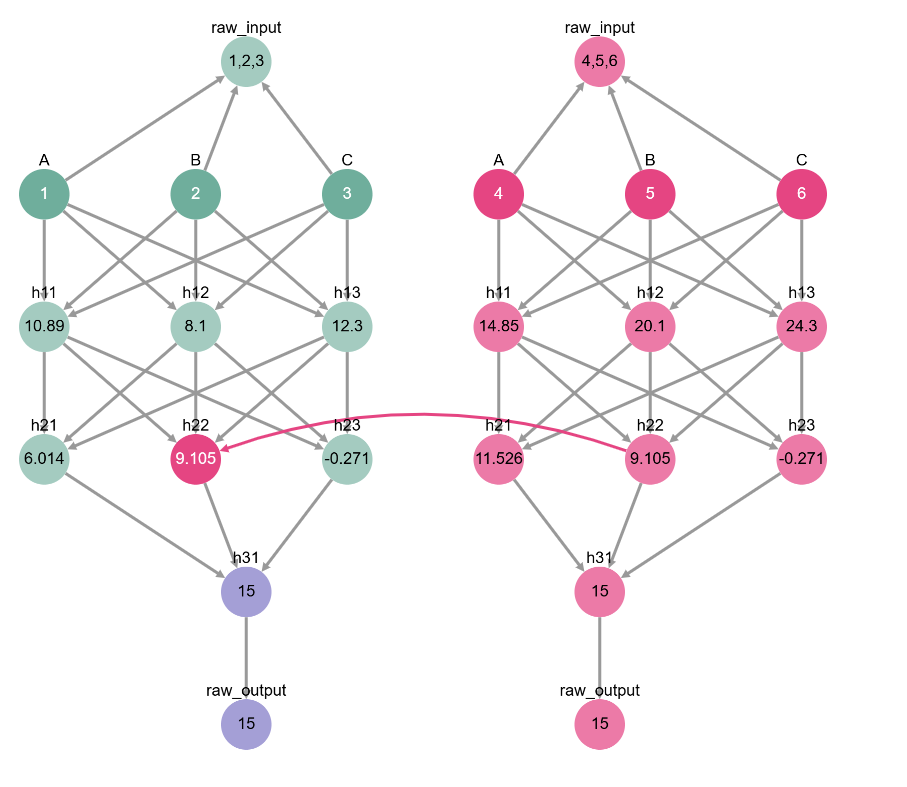 raw_input raw_input
1,2,3 4,5,6
A B C A B C
1 2 3 4 5 6
h11 h12 h13 h11 h12 h13
10.89 8.1 12.3 14.85 20.1 24.3
h21 h22 h23 h21 h22 h23
6.014 9.105 -0.271 11.526 9.105 -0.271
h31 h31
15 15
raw_output raw_output
15 15